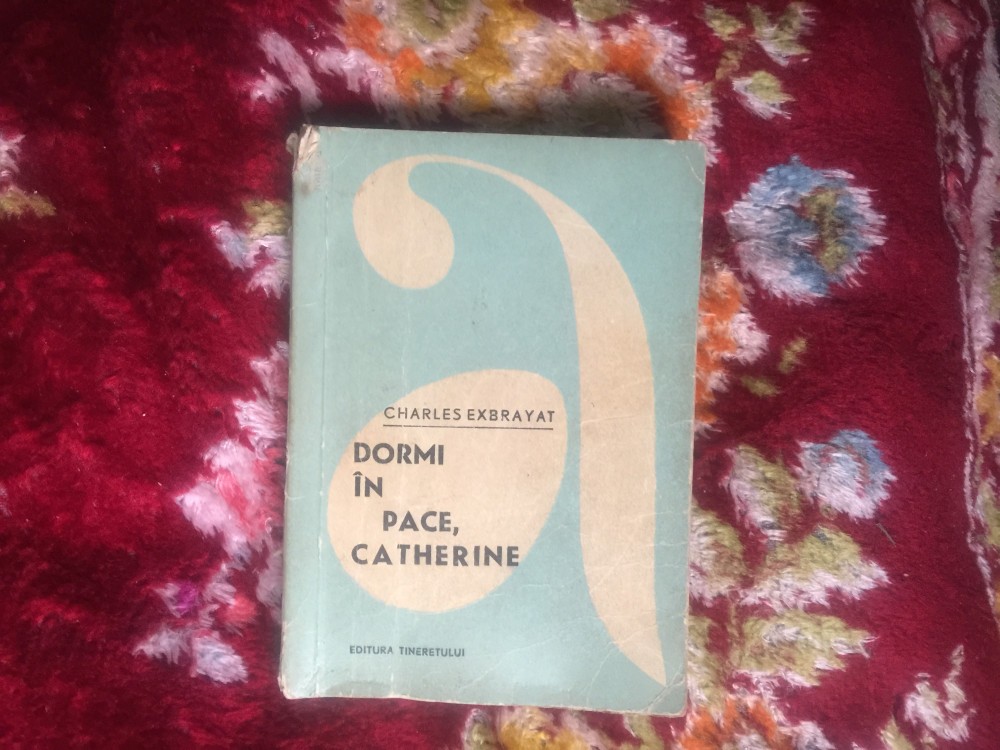 CHARLES EXBRAYAT
DORMI
ÎN
PACE,
CATHERINE
EDITURA TINERETULUI